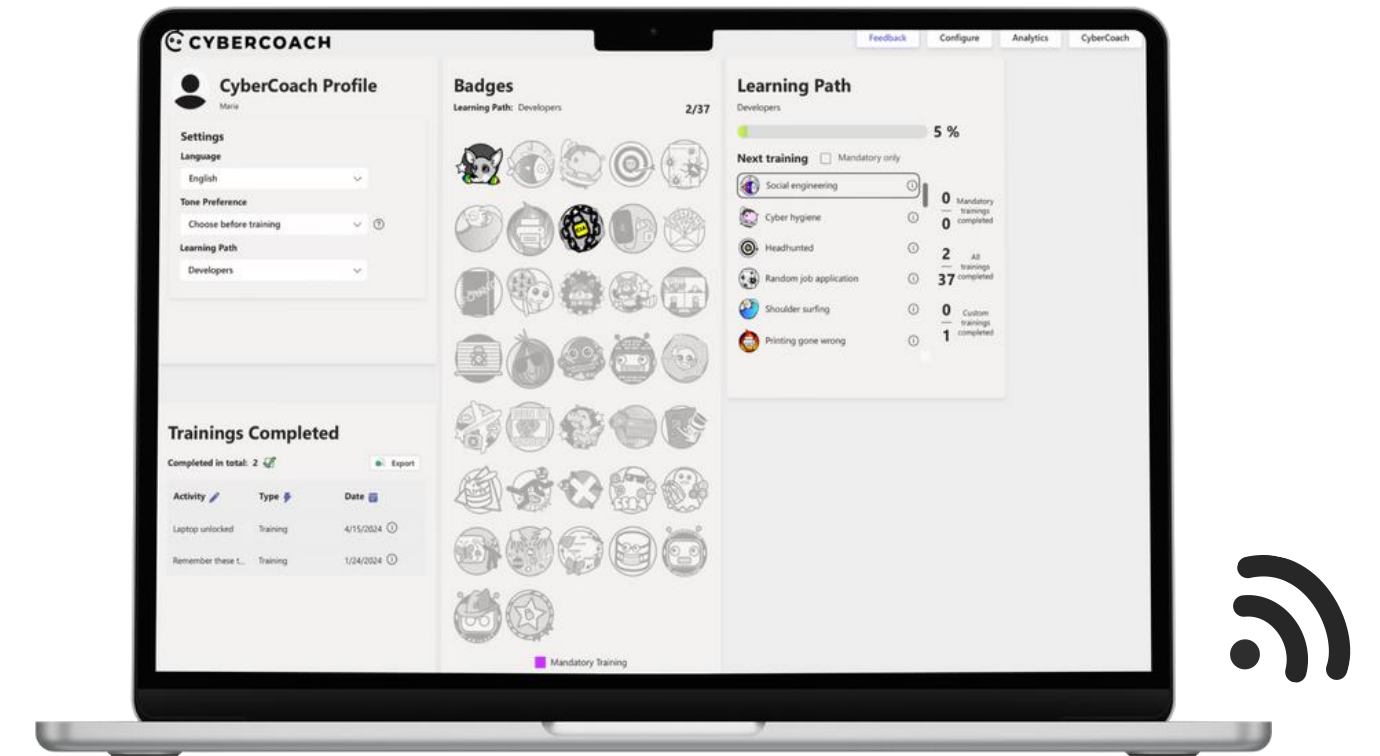 CYBERCOACH
Feedback
Configure
Analytics
CyberCoach
CyberCoach Profile
Maria
Settings
Language
English
Tone Preference
Choose before training
Learning Path
Developers
Trainings Completed
Completed in total: 2
Export
Activity Type Date
Laptop unlocked Training 4/15/2024
Remember these t... Training 1/24/2024
Badges
Learning Path: Developers 2/37
Mandatory Training
Learning Path
Developers
5 %
Next training Mandatory only
Social engineering
Cyber hygiene
Headhunted
Random job application
Shoulder surfing
Printing gone wrong
0
0
Mandatory
trainings
completed
2
37
All
trainings
completed
0
1
Custom
trainings
completed